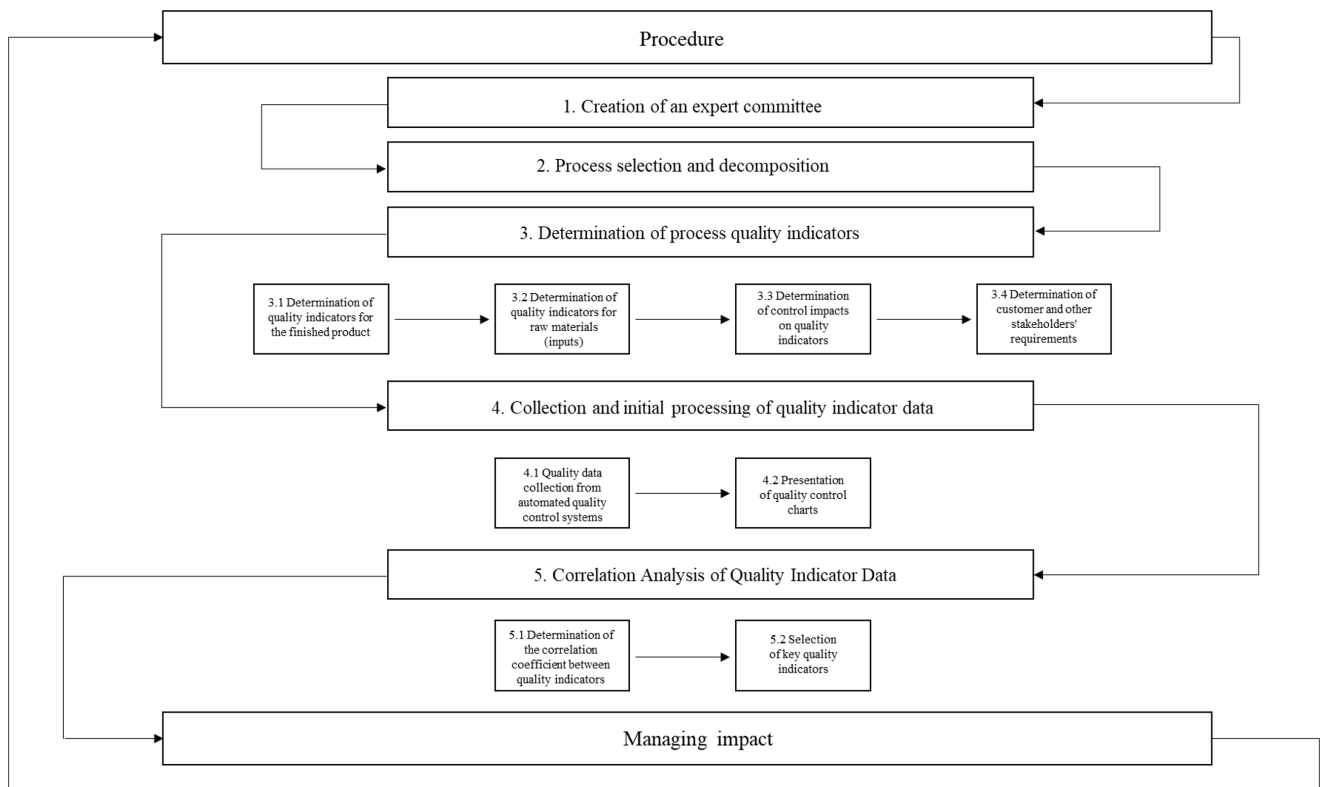 Procedure
1. Creation of an expert committee
2. Process selection and decomposition
3. Determination of process quality indicators
3.1 Determination of
quality indicators for
the finished product
3.2 Determination of
quality indicators for
raw materials
(inputs)
3.3 Determination
of control impacts
on quality
indicators
3.4 Determination of
customer and other
stakeholders'
requirements
4. Collection and initial processing of quality indicator data
4.1 Quality data
collection from
automated quality
control systems
4.2 Presentation
of quality control
charts
5. Correlation Analysis of Quality Indicator Data
5.1 Determination of
the correlation
coefficient between
quality indicators
5.2 Selection
of key quality
indicators
Managing impact